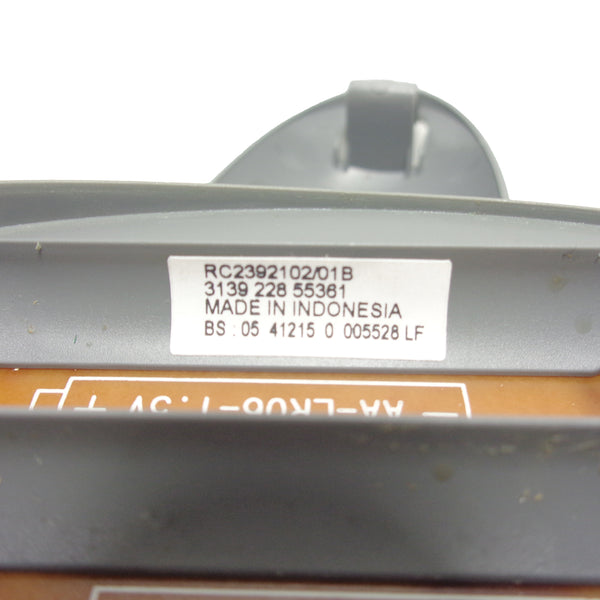 RC2392102/01B
3139 228 55361
MADE IN INDONESIA
BS : 05 41215 0 005528 LF
– AA–LR06–1.5V +